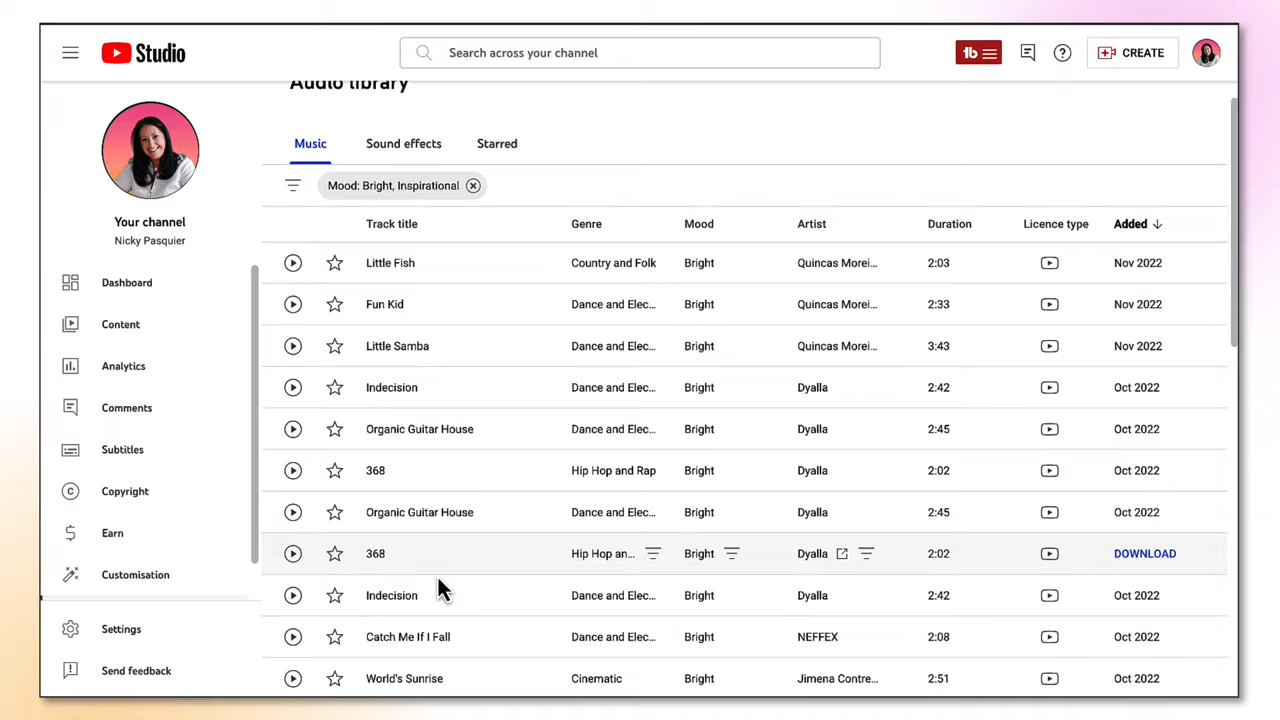 Studio
Search across your channel
tb
CREATE
Audio library
Music Sound effects Starred
Mood: Bright, Inspirational
Your channel
Nicky Pasquier
Dashboard
Content
Analytics
Comments
Subtitles
Copyright
Earn
Customisation
Settings
Send feedback
Track title Genre Mood Artist Duration Licence type Added
Little Fish Country and Folk Bright Quincas Morei... 2:03 Nov 2022
Fun Kid Dance and Elec... Bright Quincas Morei... 2:33 Nov 2022
Little Samba Dance and Elec... Bright Quincas Morei... 3:43 Nov 2022
Indecision Dance and Elec... Bright Dyalla 2:42 Oct 2022
Organic Guitar House Dance and Elec... Bright Dyalla 2:45 Oct 2022
368 Hip Hop and Rap Bright Dyalla 2:02 Oct 2022
Organic Guitar House Dance and Elec... Bright Dyalla 2:45 Oct 2022
368 Hip Hop an... Bright Dyalla 2:02 DOWNLOAD
Indecision Dance and Elec... Bright Dyalla 2:42 Oct 2022
Catch Me If I Fall Dance and Elec... Bright NEFFEX 2:08 Oct 2022
World's Sunrise Cinematic Bright Jimena Contre... 2:51 Oct 2022